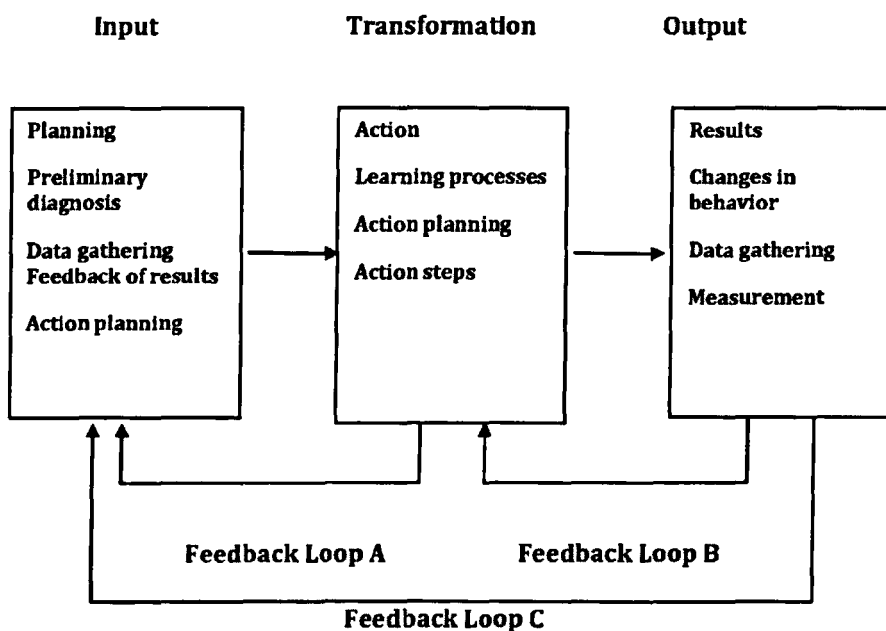 Input
Transformation
Output
Planning
Preliminary
diagnosis
Data gathering
Feedback of results
Action planning
Action
Learning processes
Action planning
Action steps
Results
Changes in
behavior
Data gathering
Measurement
Feedback Loop A
Feedback Loop B
Feedback Loop C